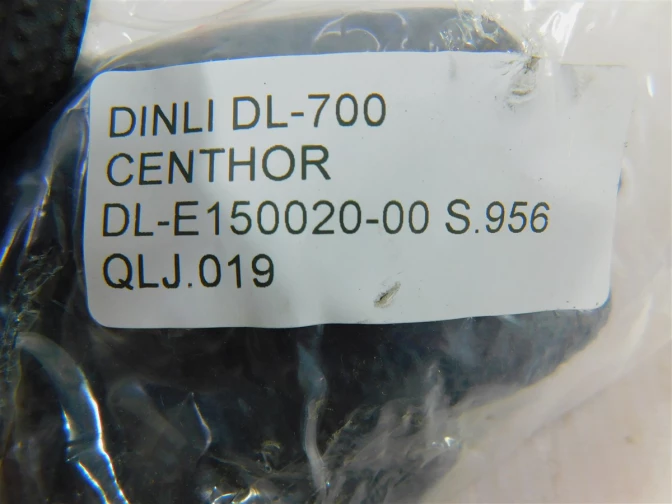 DINLI DL-700
CENTHOR
DL-E150020-00 S.956
QLJ.019